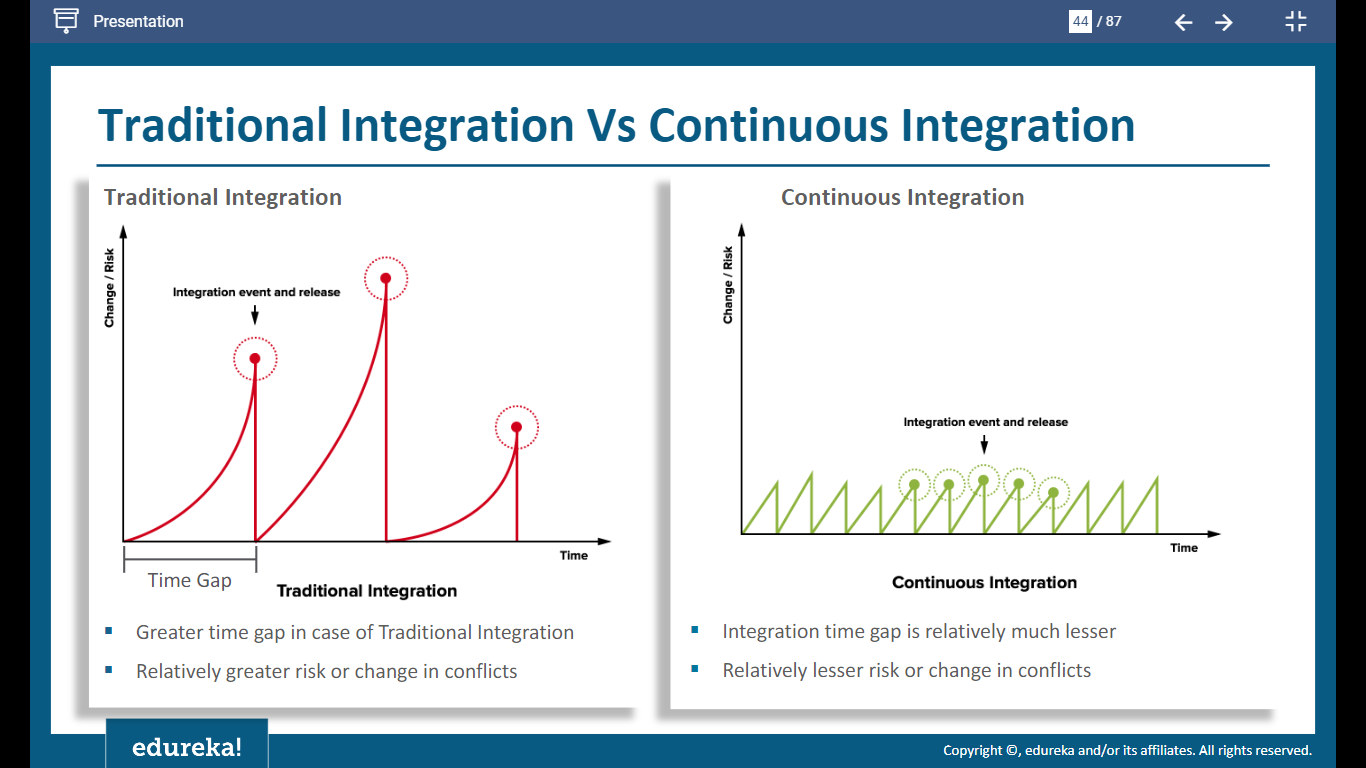 Presentation
44 / 87
Traditional Integration Vs Continuous Integration
Traditional Integration
Change / Risk
Integration event and release
Time
Time Gap
Traditional Integration
Greater time gap in case of Traditional Integration
Relatively greater risk or change in conflicts
Continuous Integration
Change / Risk
Integration event and release
Time
Continuous Integration
Integration time gap is relatively much lesser
Relatively lesser risk or change in conflicts
edureka!
Copyright ©, edureka and/or its affiliates. All rights reserved.